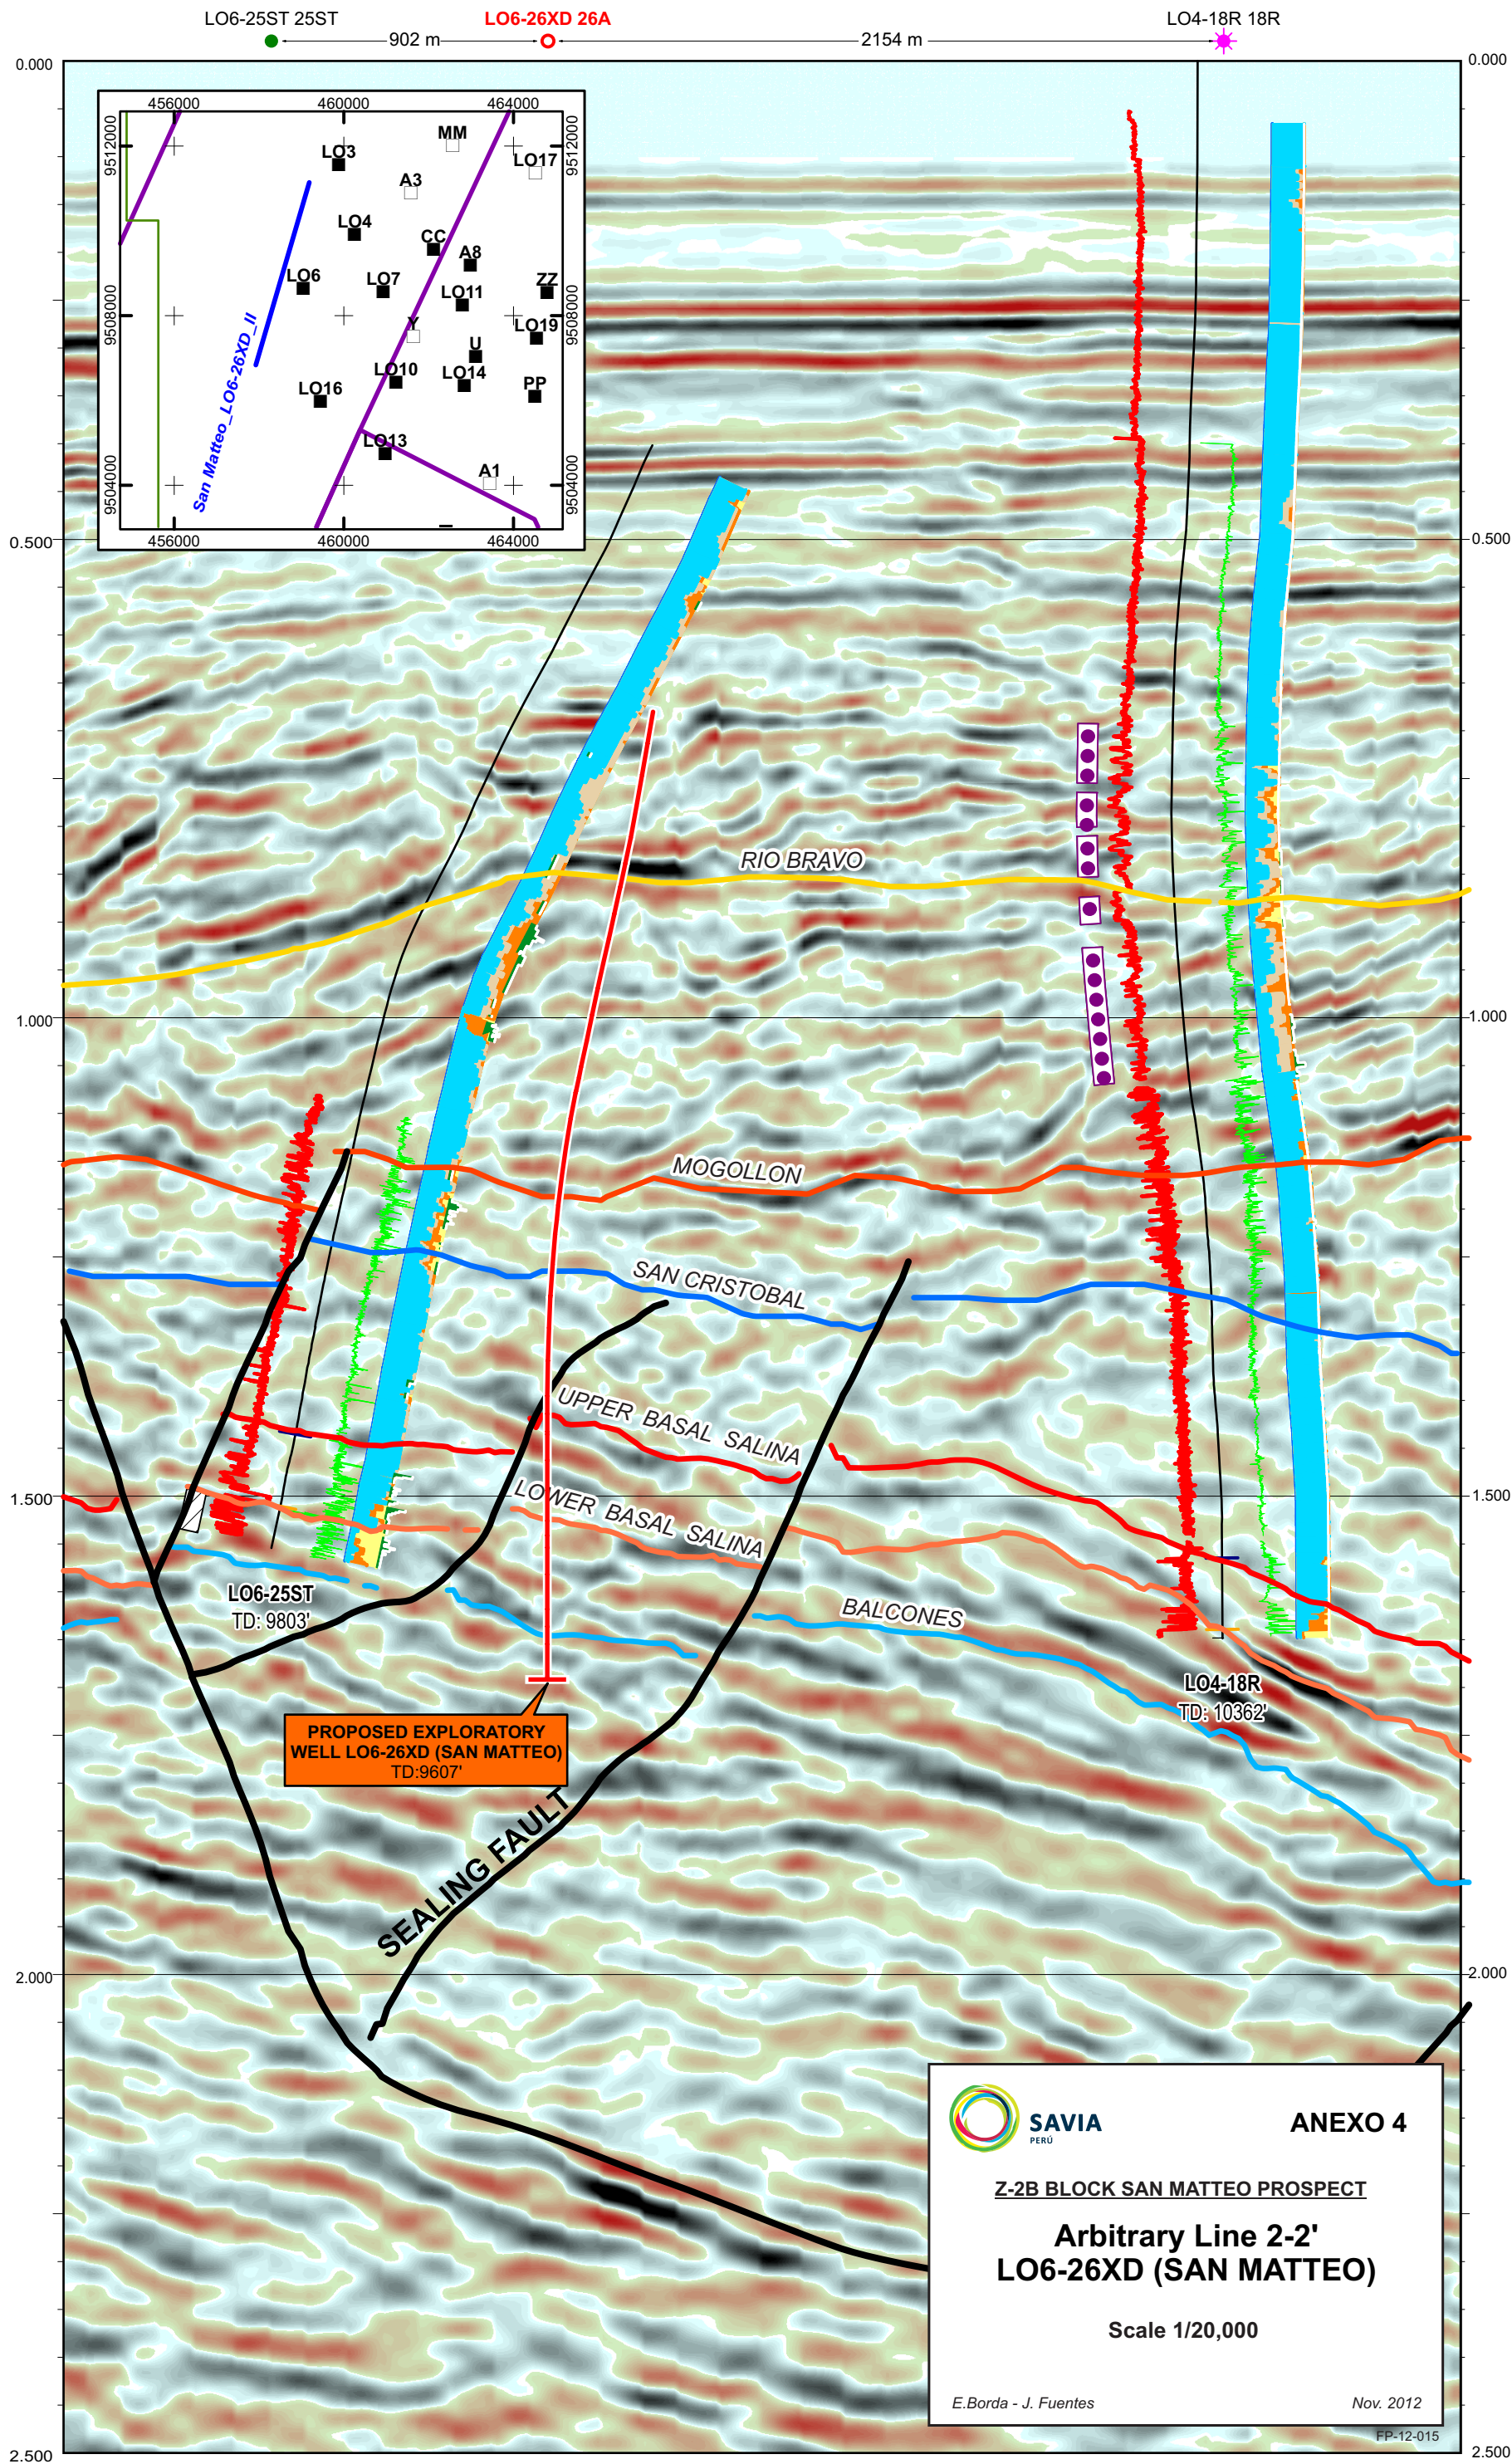 LO6-25ST 25ST
LO6-26XD 26A
LO4-18R 18R
902 m
2154 m
0.000
0.000
456000
460000
464000
9512000
9512000
MM
LO3
LO17
A3
LO4
CC
A8
LO6
LO7
ZZ
LO11
9508000
9508000
Y
LO19
U
LO10
LO14
PP
LO16
San Matteo_LO6-26XD_II
LO13
A1
9504000
9504000
456000
460000
464000
0.500
0.500
RIO BRAVO
1.000
1.000
MOGOLLON
SAN CRISTOBAL
UPPER BASAL SALINA
LOWER BASAL SALINA
1.500
1.500
LO6-25ST
TD: 9803'
BALCONES
LO4-18R
TD: 10362'
PROPOSED EXPLORATORY
WELL LO6-26XD (SAN MATTEO)
TD:9607'
SEALING FAULT
2.000
2.000
SAVIA
PERÚ
ANEXO 4
Z-2B BLOCK SAN MATTEO PROSPECT
Arbitrary Line 2-2'
LO6-26XD (SAN MATTEO)
Scale 1/20,000
E.Borda - J. Fuentes
Nov. 2012
FP-12-015
2.500
2.500